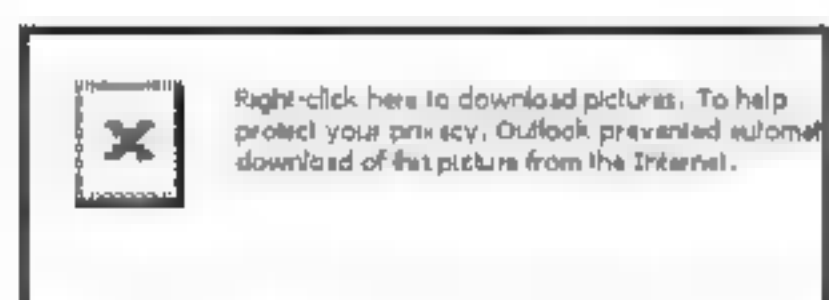 Right-click here to download pictures. To help
protect your privacy, Outlook prevented automat
download of this picture from the Internet.